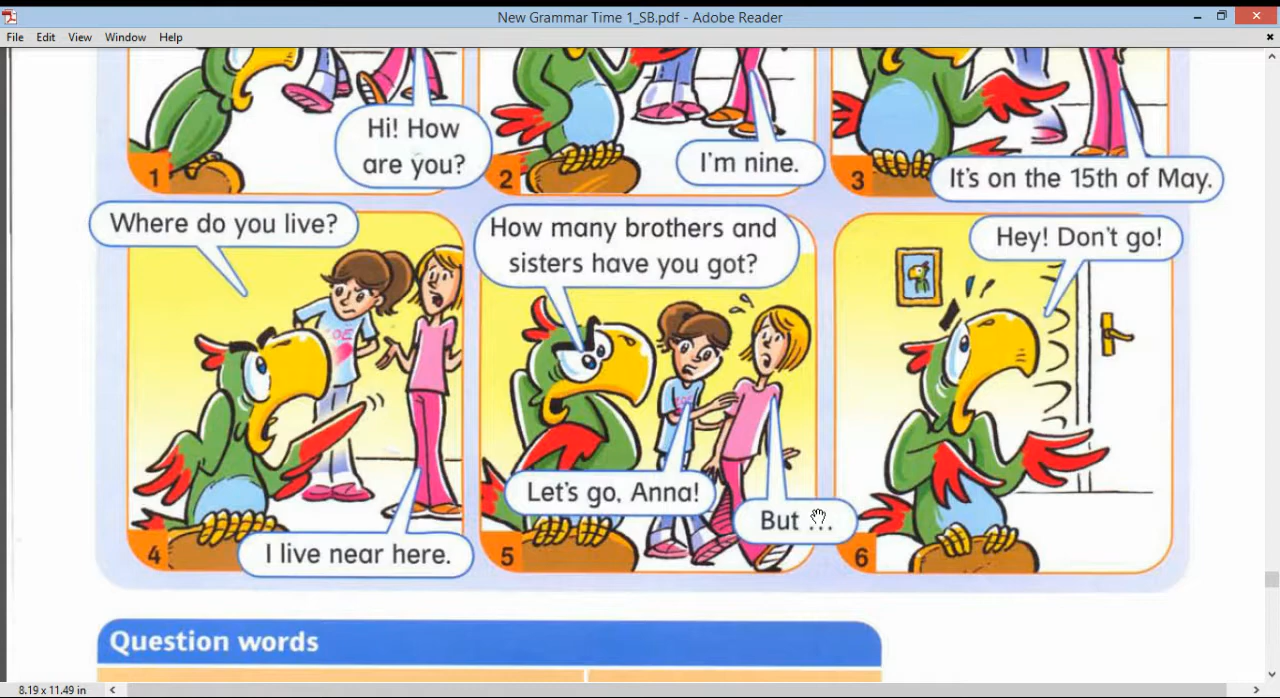 New Grammar Time 1_SB.pdf - Adobe Reader
File Edit View Window Help
Hi! How
are you?
1
I'm nine.
2
It's on the 15th of May.
3
Where do you live?
I live near here.
4
How many brothers and
sisters have you got?
Let's go, Anna!
But ...
5
Hey! Don't go!
6
Question words
8.19 x 11.49 in